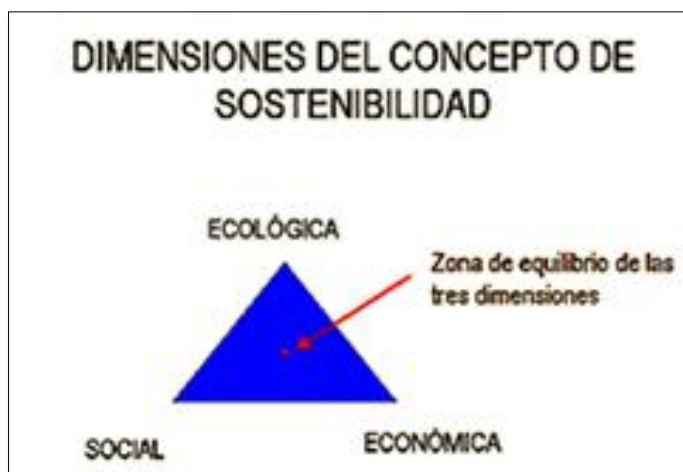 DIMENSIONES DEL CONCEPTO DE
SOSTENIBILIDAD
ECOLÓGICA
Zona de equilibrio de las
tres dimensiones
SOCIAL
ECONÓMICA